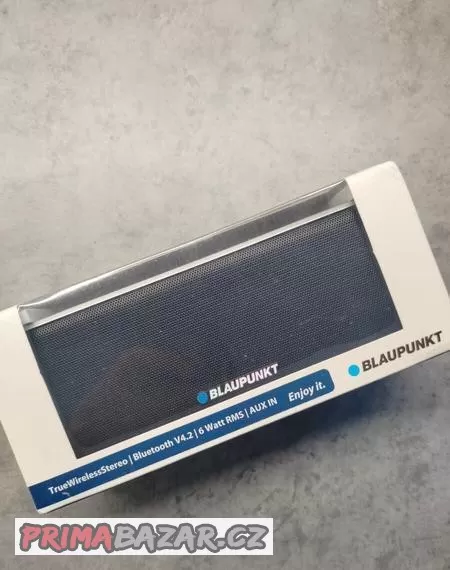 BLAUPUNKT
BLAUPUNKT
TrueWirelessStereo | Bluetooth V4.2 | 6 Watt RMS | AUX IN Enjoy it.
PRIMABAZAR.CZ